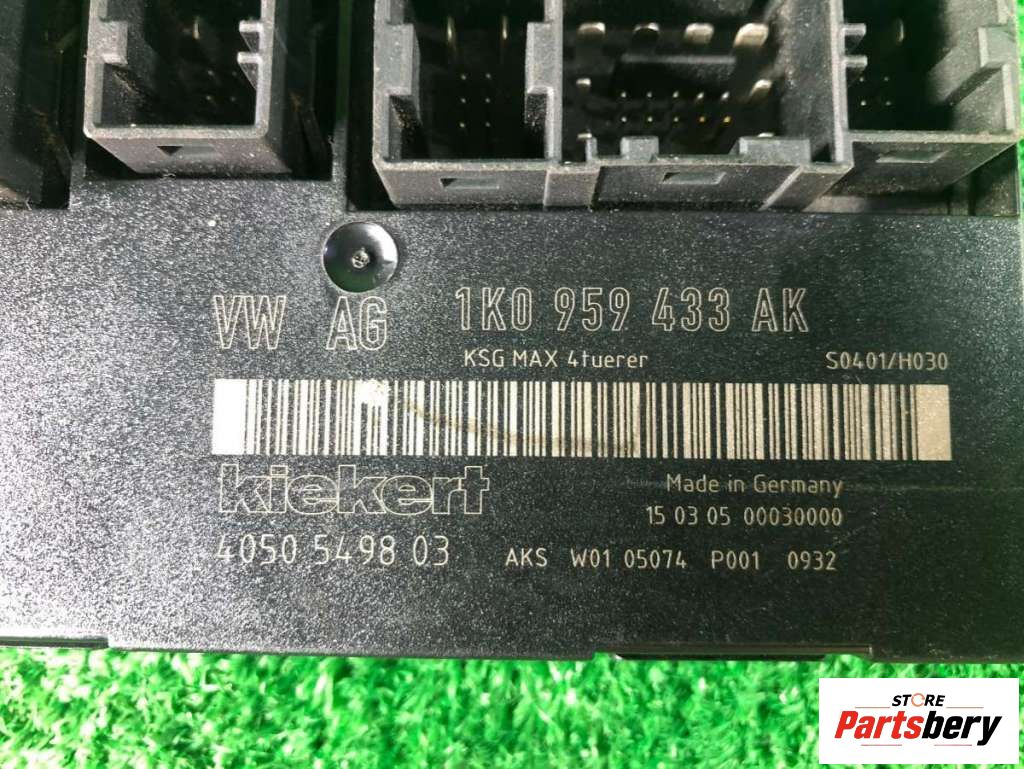 VW AG 1K0 959 433 AK
KSG MAX 4tuerer S0401/H030
kiekert Made in Germany
15 03 05 00030000
4050 5498 03 AKS W01 05074 P001 0932
STORE
Partsbery